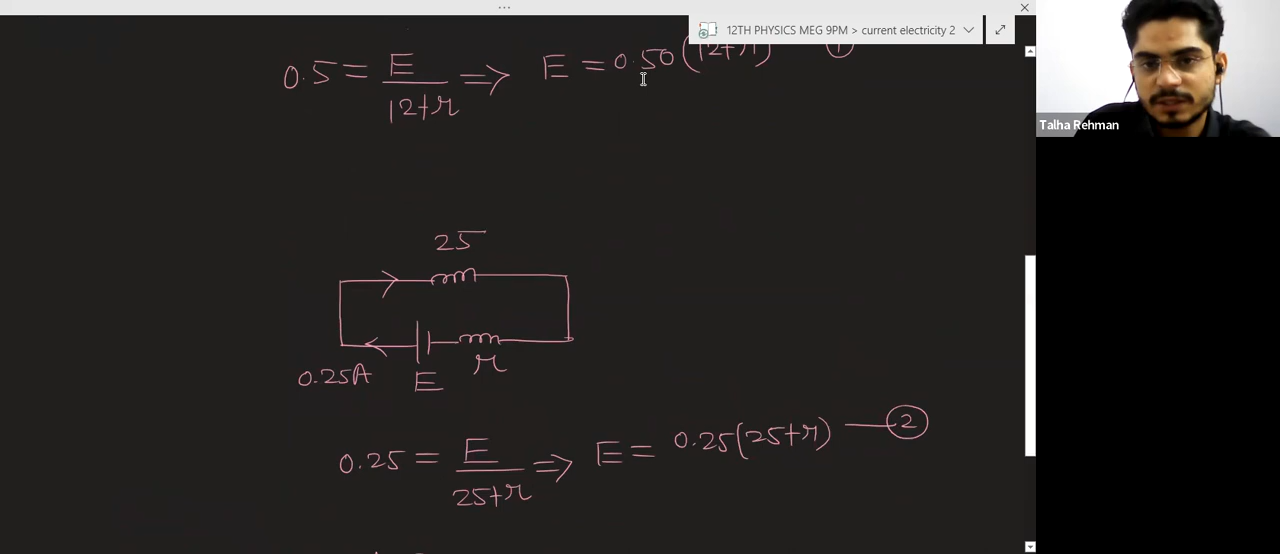 12TH PHYSICS MEG 9PM > current electricity 2
Talha Rehman
0.5 = E / 12+r ⇒ E = 0.50 (12+r) 1
25
r
0.25A
E
0.25 = E / 25+r ⇒ E = 0.25(25+r) — 2